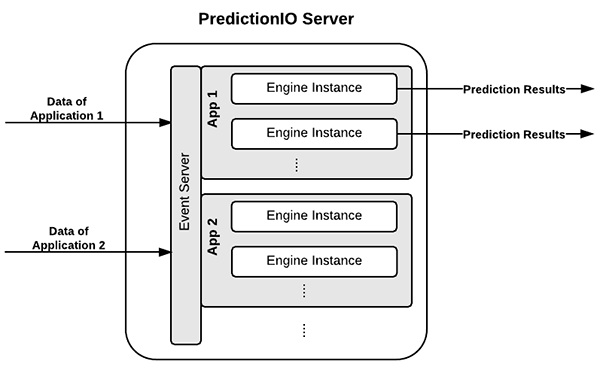 PredictionIO Server
Data of
Application 1
Data of
Application 2
Event Server
App 1
Engine Instance
Engine Instance
App 2
Engine Instance
Engine Instance
Prediction Results
Prediction Results